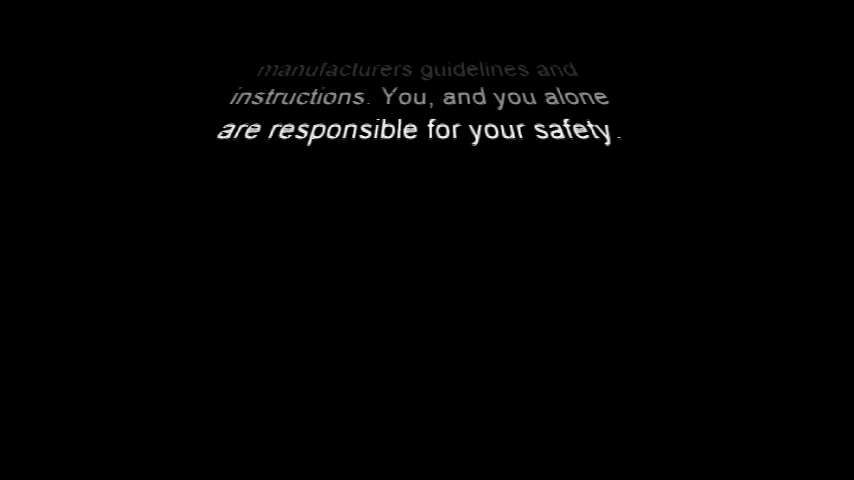 manufacturers guidelines and
instructions. You, and you alone
are responsible for your safety.